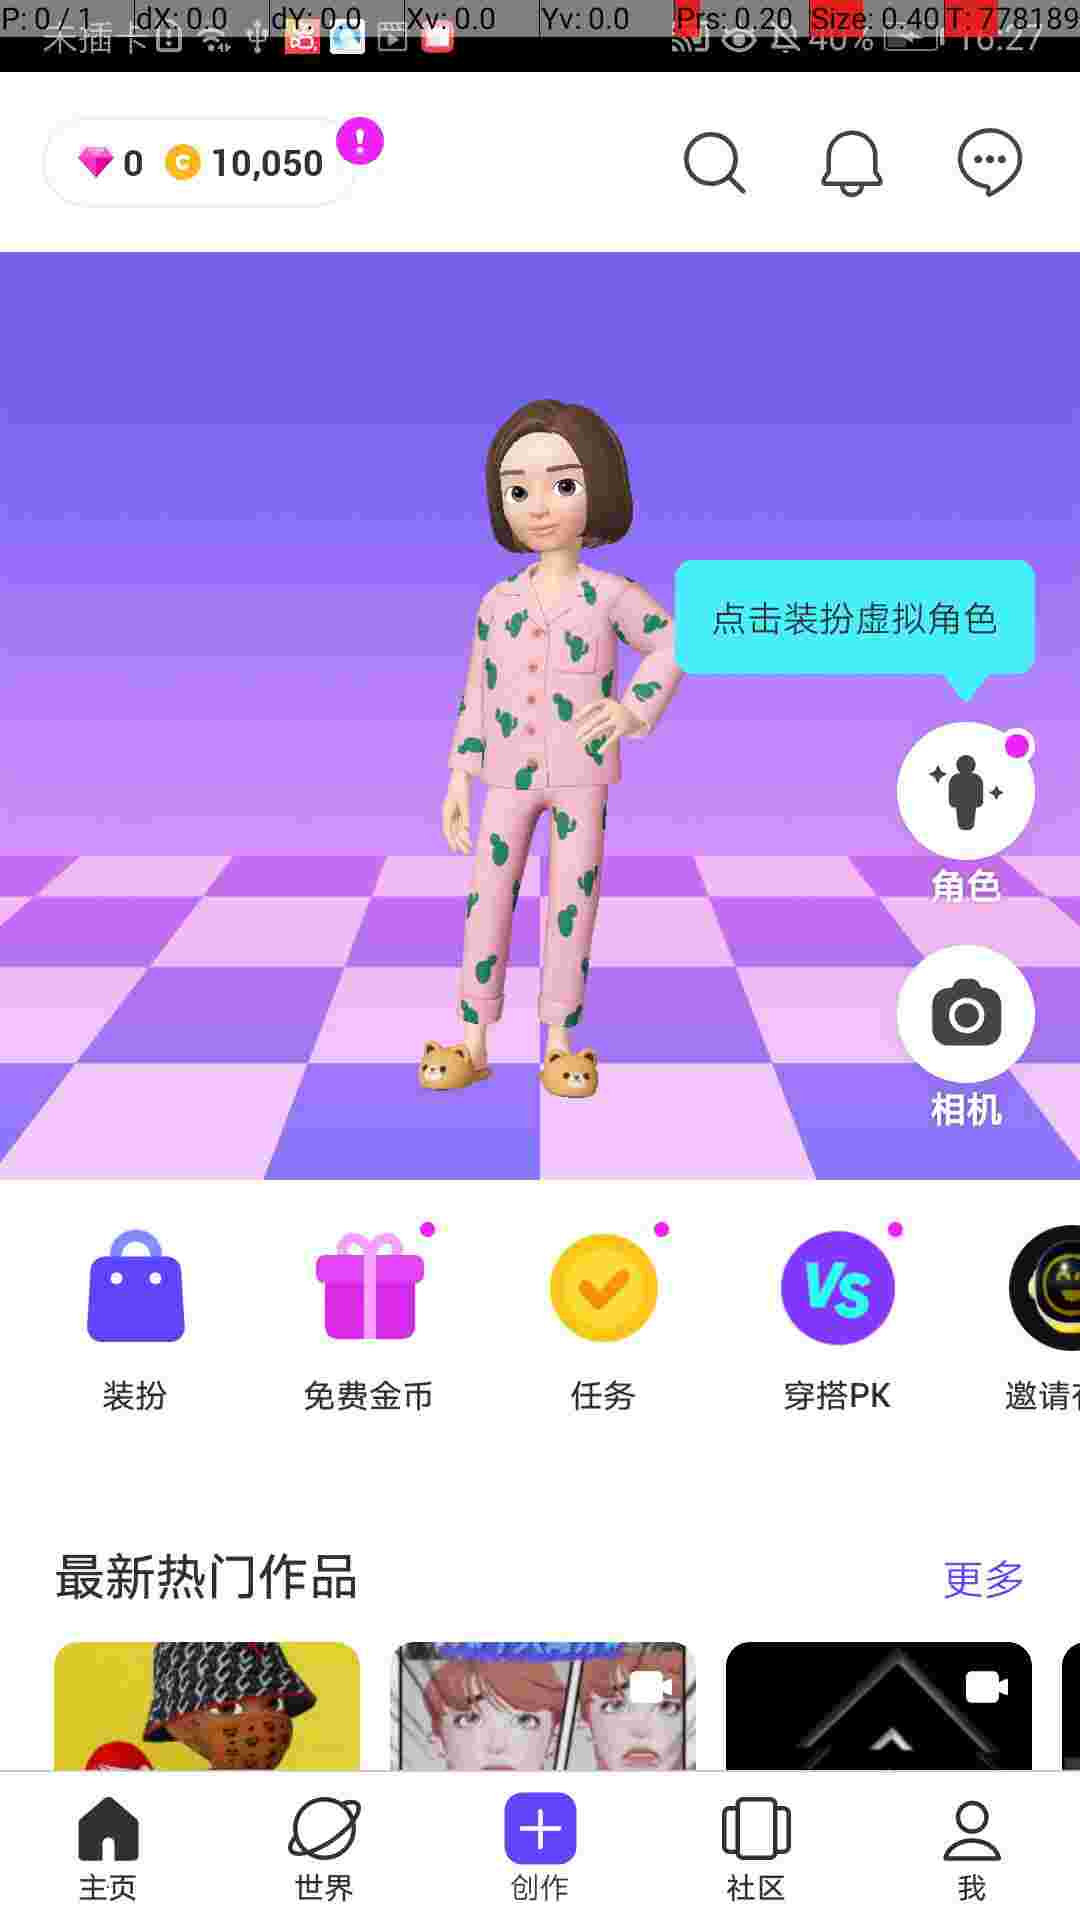 P: 0 / 1 dX: 0.0 dY: 0.0 Xv: 0.0 Yv: 0.0 Prs: 0.20 Size: 0.40 T: 778189
未插卡 40% 16:27
0 10,050
点击装扮虚拟角色
角色
相机
VS
装扮 免费金币 任务 穿搭PK 邀请
最新热门作品 更多
主页 世界 创作 社区 我